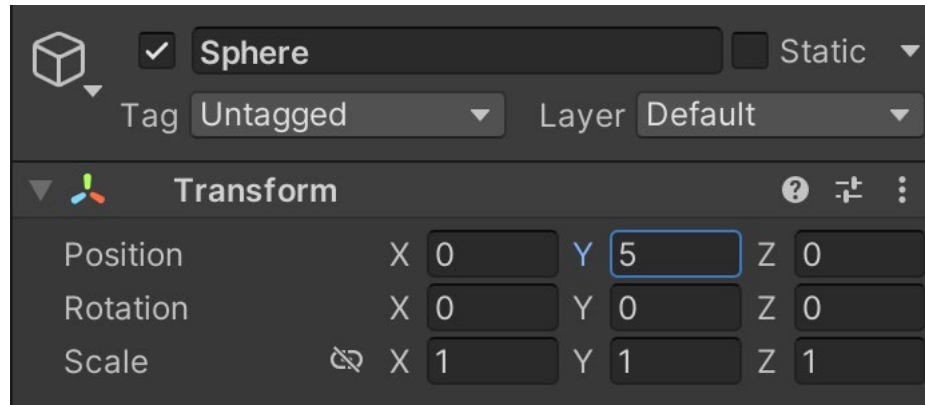 Sphere Static
Tag Untagged Layer Default
Transform
Position X 0 Y 5 Z 0
Rotation X 0 Y 0 Z 0
Scale X 1 Y 1 Z 1